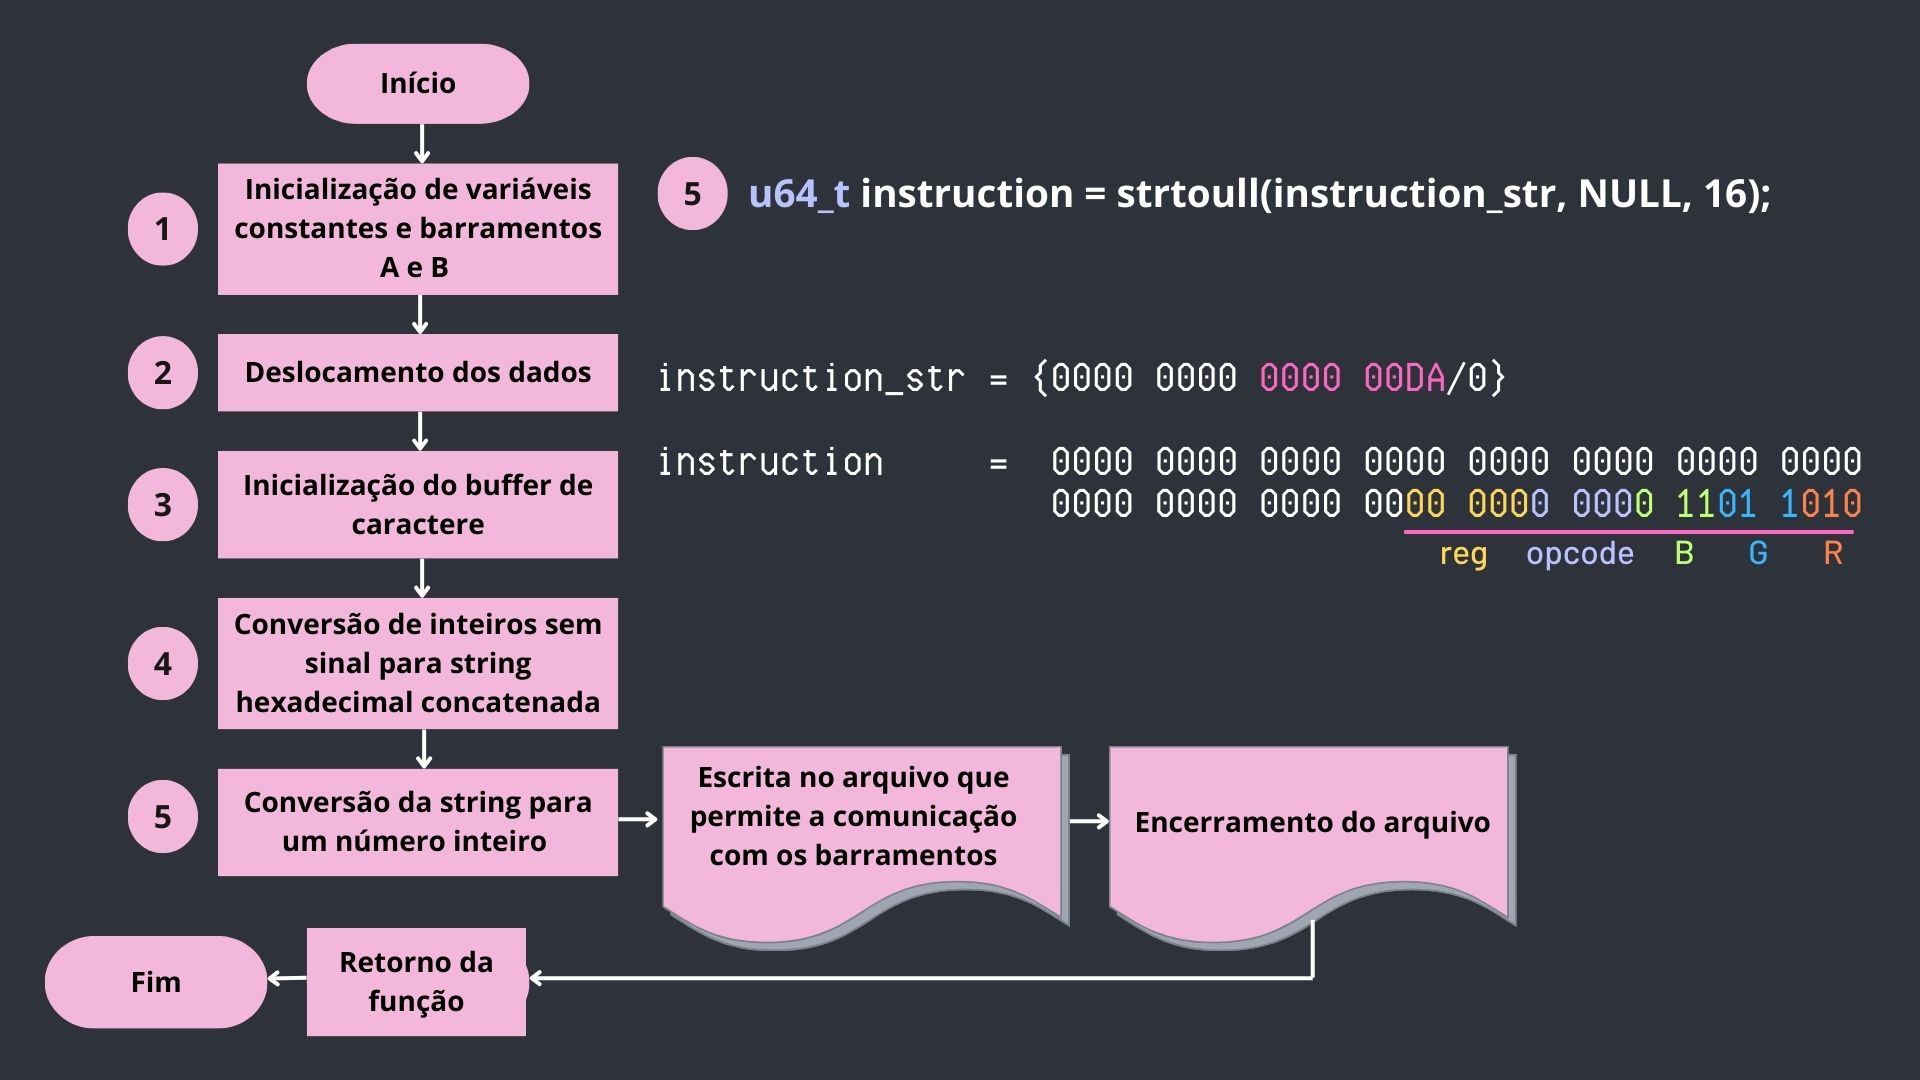 Início
1
Inicialização de variáveis
constantes e barramentos
A e B
2
Deslocamento dos dados
3
Inicialização do buffer de
caractere
4
Conversão de inteiros sem
sinal para string
hexadecimal concatenada
5
Conversão da string para
um número inteiro
5 u64_t instruction = strtoull(instruction_str, NULL, 16);
instruction_str = {0000 0000 0000 00DA/0}
instruction = 0000 0000 0000 0000 0000 0000 0000 0000
0000 0000 0000 0000 0000 0000 1101 1010
reg opcode B G R
Escrita no arquivo que
permite a comunicação
com os barramentos
Encerramento do arquivo
Retorno da
função
Fim